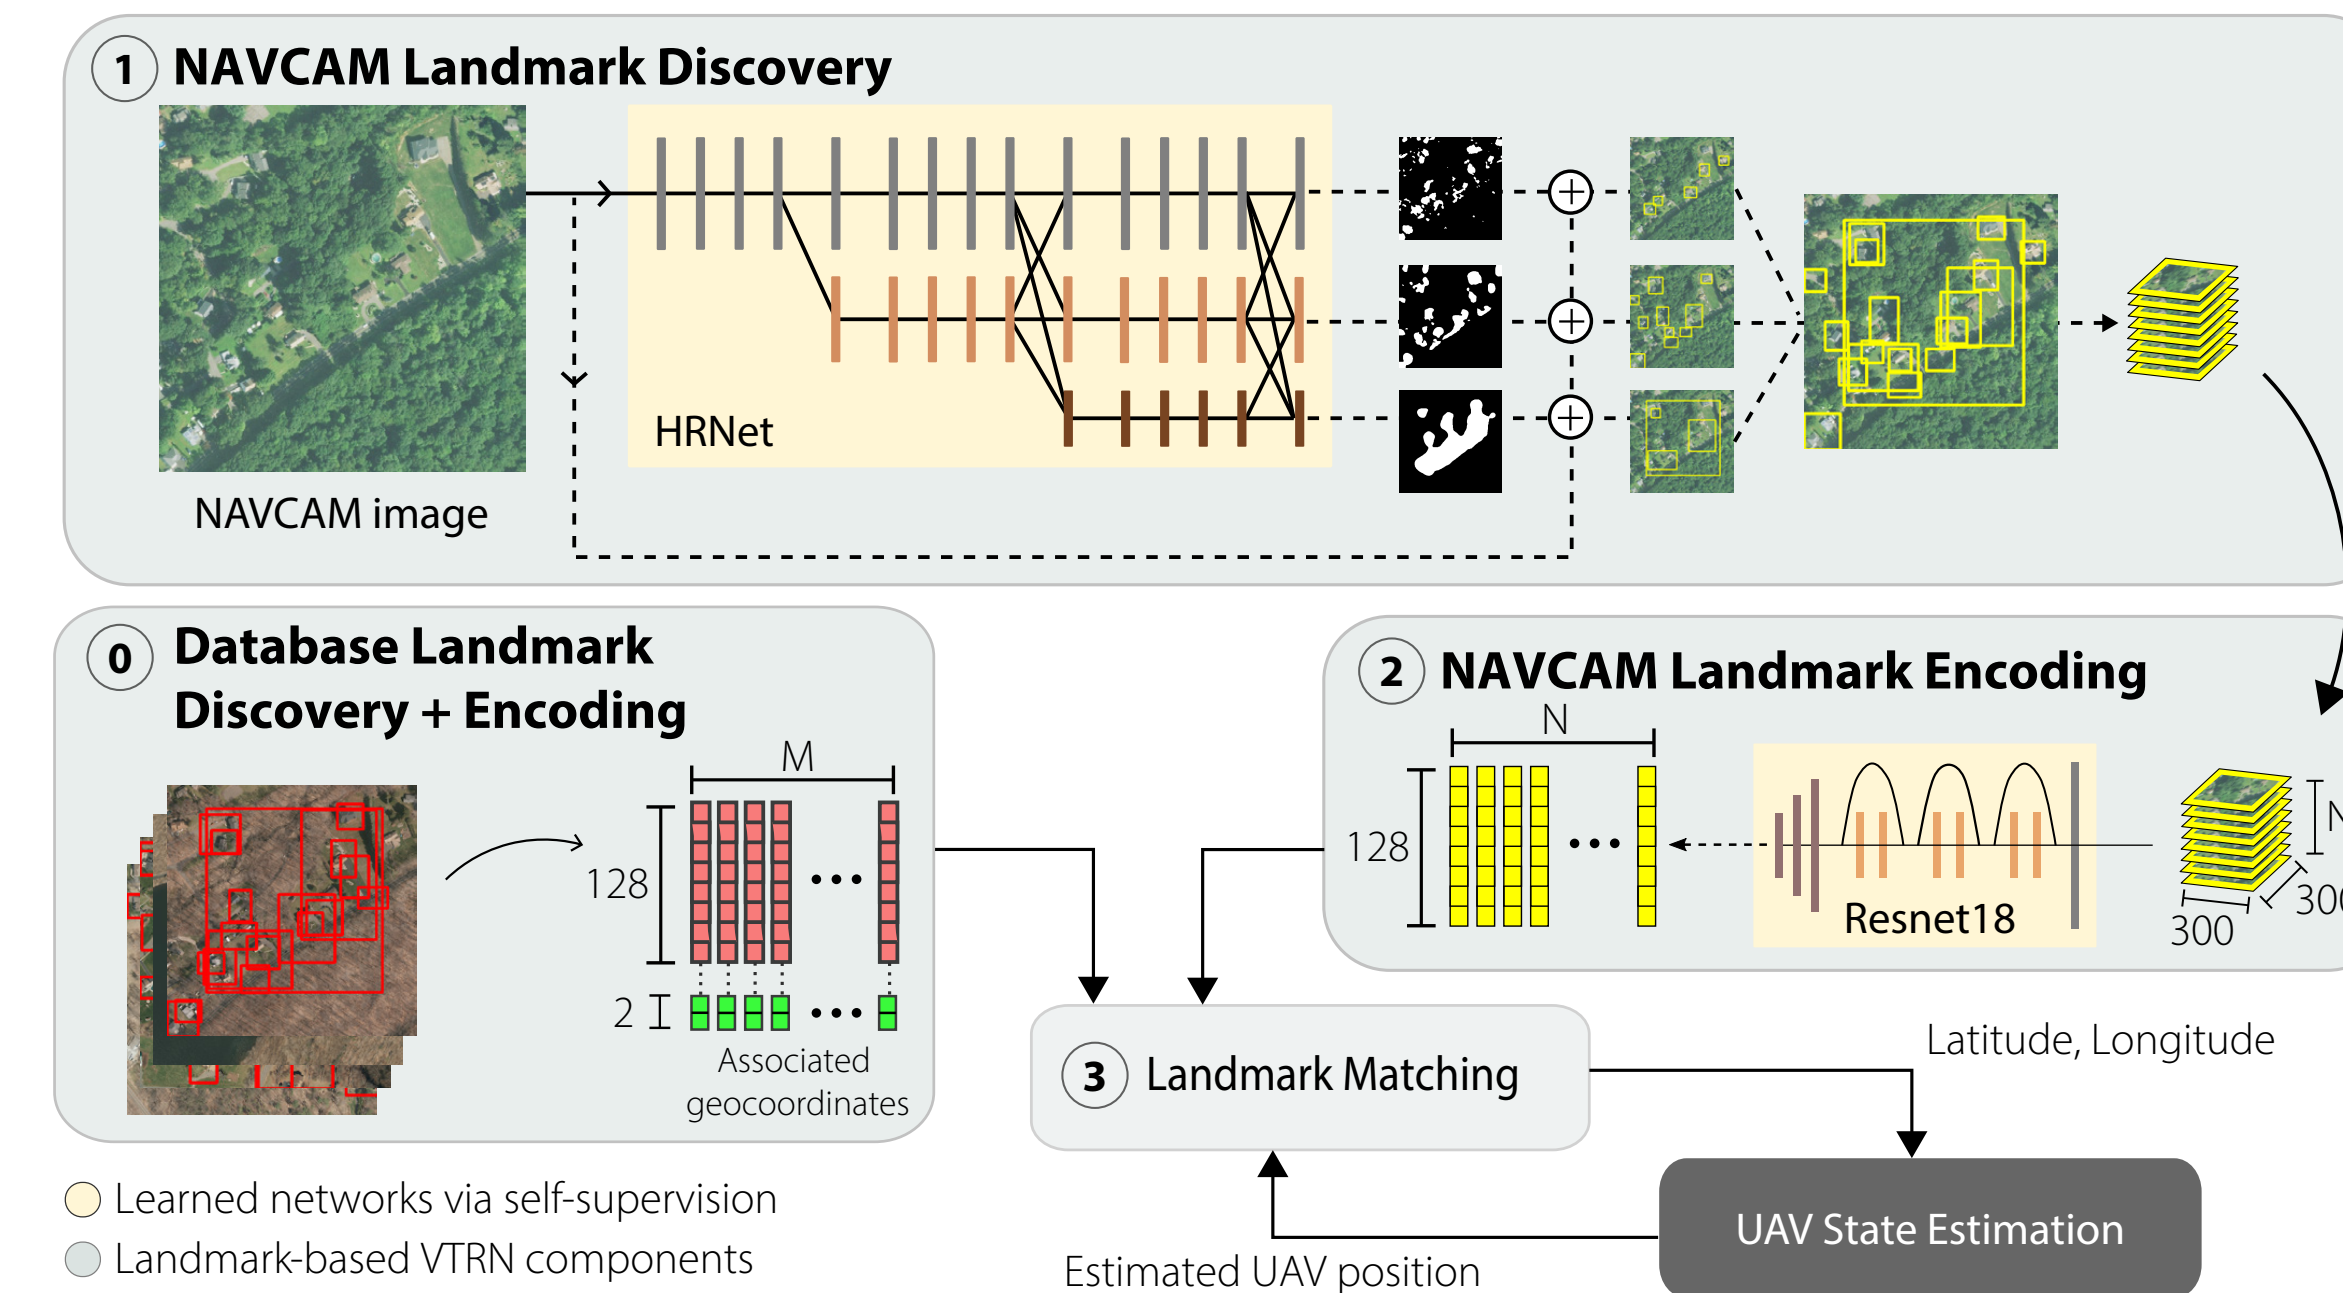 1 NAVCAM Landmark Discovery
HRNet
NAVCAM image
0 Database Landmark
Discovery + Encoding
M
128
2
Associated
geocoordinates
2 NAVCAM Landmark Encoding
N
128
Resnet18
N
300
300
3 Landmark Matching
Latitude, Longitude
UAV State Estimation
Estimated UAV position
Learned networks via self-supervision
Landmark-based VTRN components